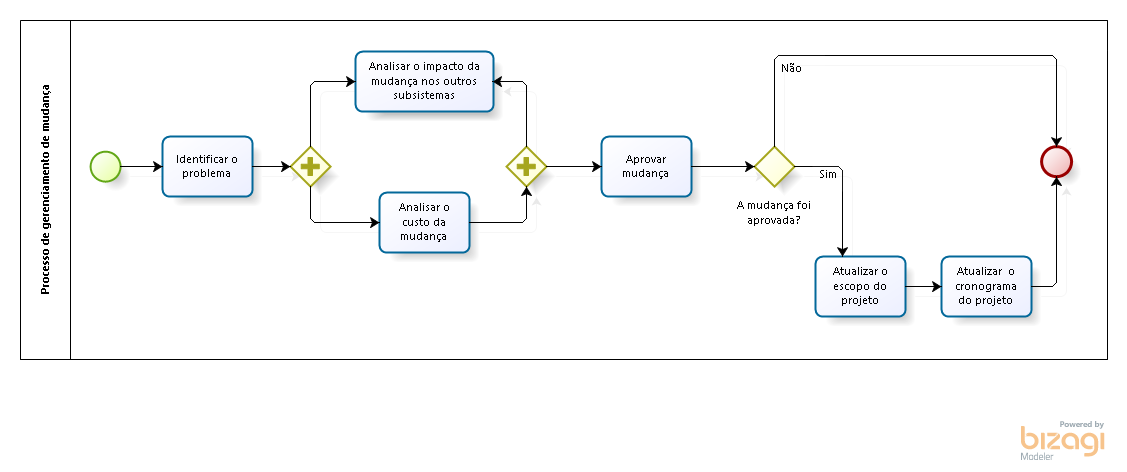 Processo de gerenciamento de mudança
Identificar o
problema
Analisar o impacto da
mudança nos outros
subsistemas
Analisar o
custo da
mudança
Aprovar
mudança
A mudança foi
aprovada?
Não
Sim
Atualizar o
escopo do
projeto
Atualizar o
cronograma
do projeto
Powered by
bizagi
Modeler